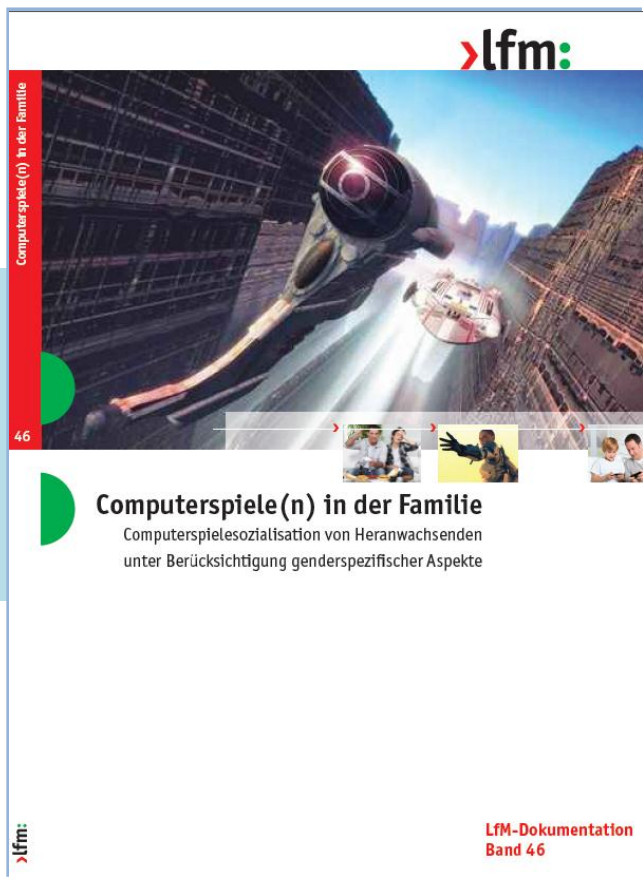 ›lfm:
Computerspiele(n) in der Familie
46
Computerspiele(n) in der Familie
Computerspielesozialisation von Heranwachsenden
unter Berücksichtigung genderspezifischer Aspekte
›lfm:
LfM-Dokumentation
Band 46